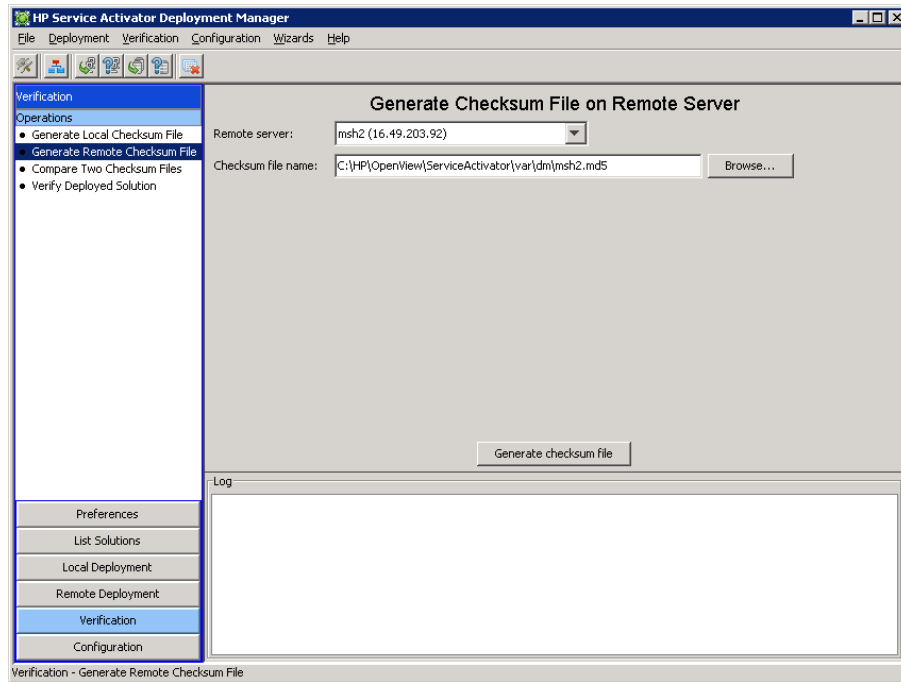 HP Service Activator Deployment Manager
File Deployment Verification Configuration Wizards Help
Verification
Operations
• Generate Local Checksum File
• Generate Remote Checksum File
• Compare Two Checksum Files
• Verify Deployed Solution
Generate Checksum File on Remote Server
Remote server: msh2 (16.49.203.92)
Checksum file name: C:\HP\OpenView\ServiceActivator\var\dm\msh2.md5 Browse...
Generate checksum file
Log
Preferences
List Solutions
Local Deployment
Remote Deployment
Verification
Configuration
Verification - Generate Remote Checksum File